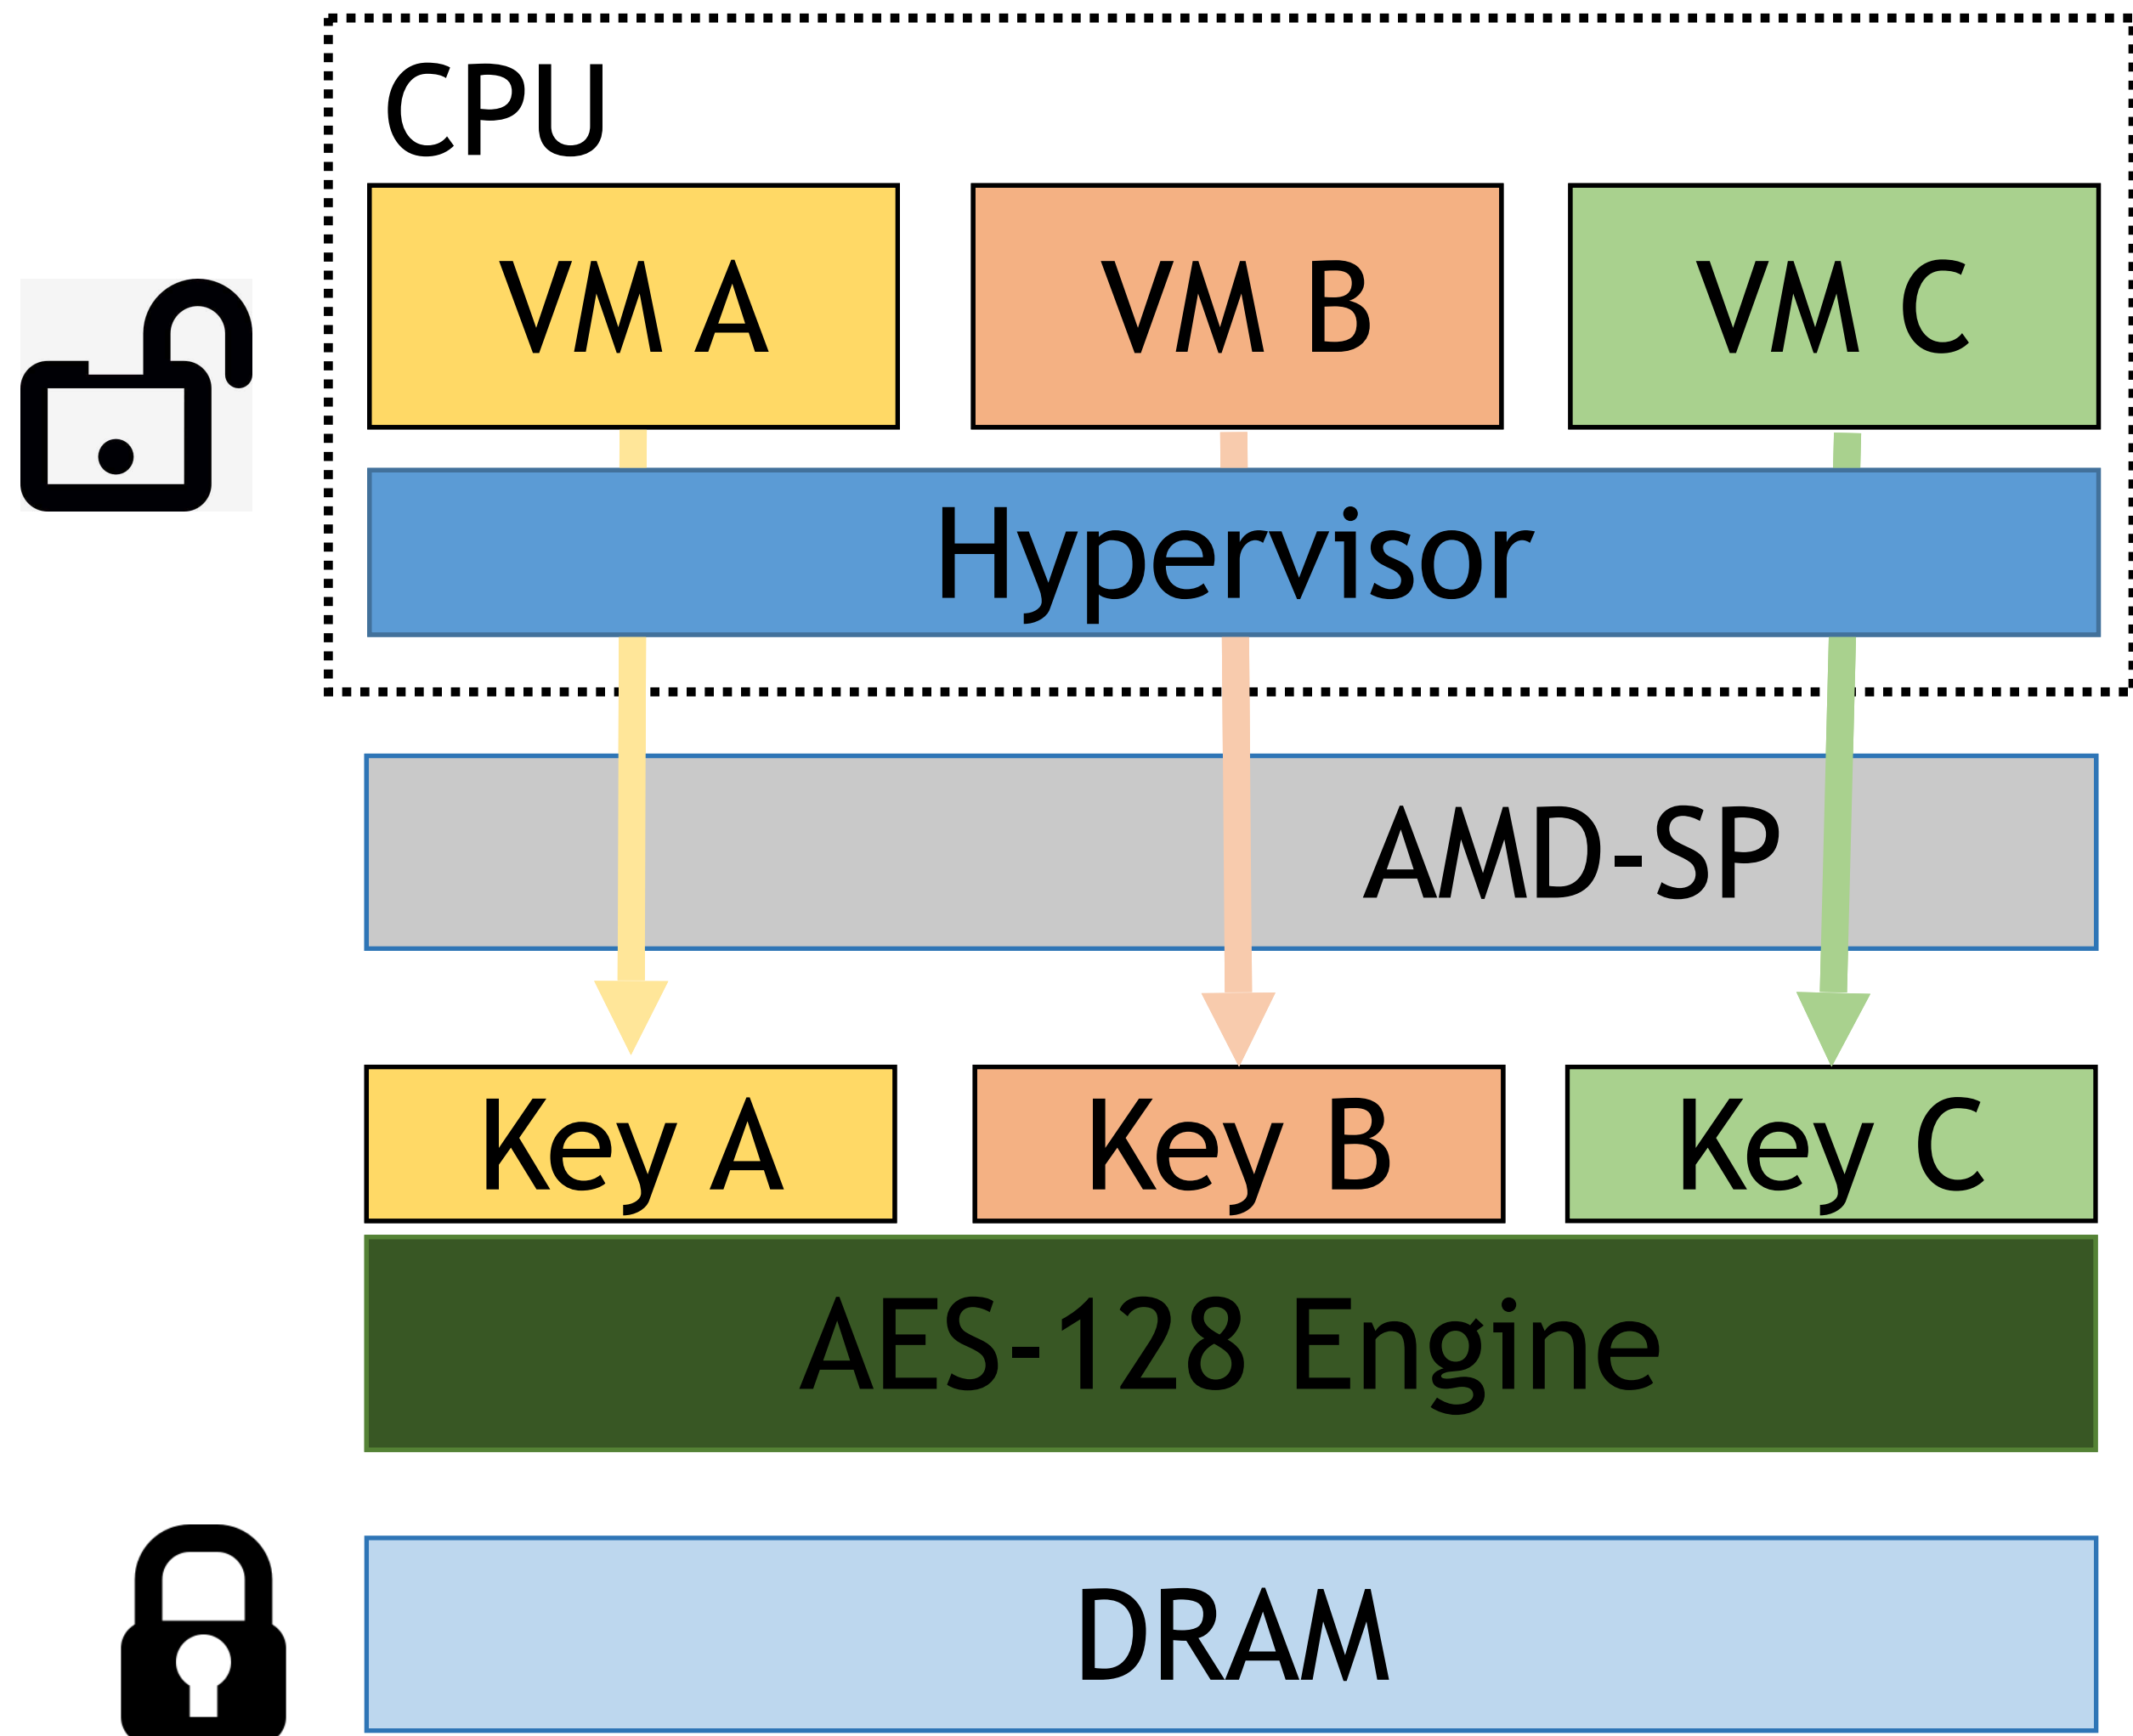 CPU
VM A
VM B
VM C
Hypervisor
AMD-SP
Key A
Key B
Key C
AES-128 Engine
DRAM